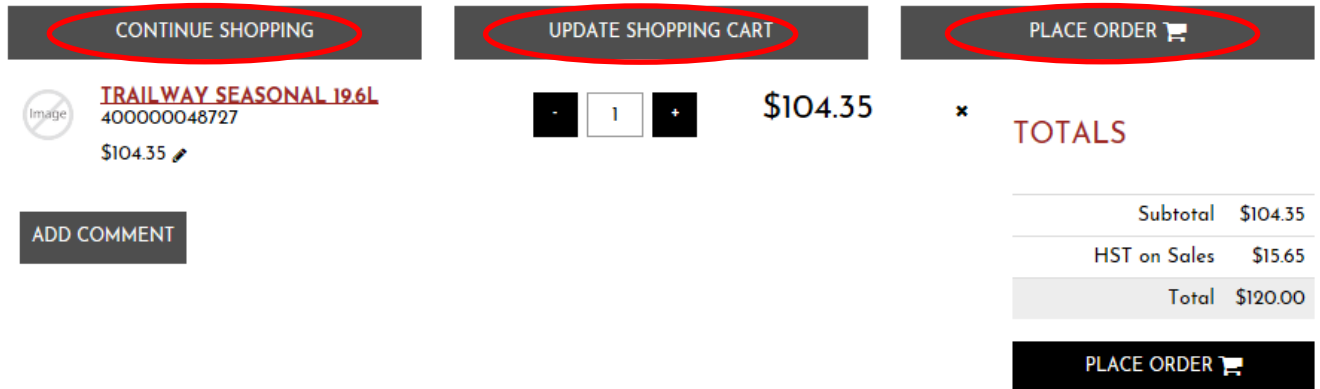 CONTINUE SHOPPING
UPDATE SHOPPING CART
PLACE ORDER
Image
TRAILWAY SEASONAL 19.6L
400000048727
$104.35
-
1
+
$104.35
×
ADD COMMENT
TOTALS
Subtotal $104.35
HST on Sales $15.65
Total $120.00
PLACE ORDER